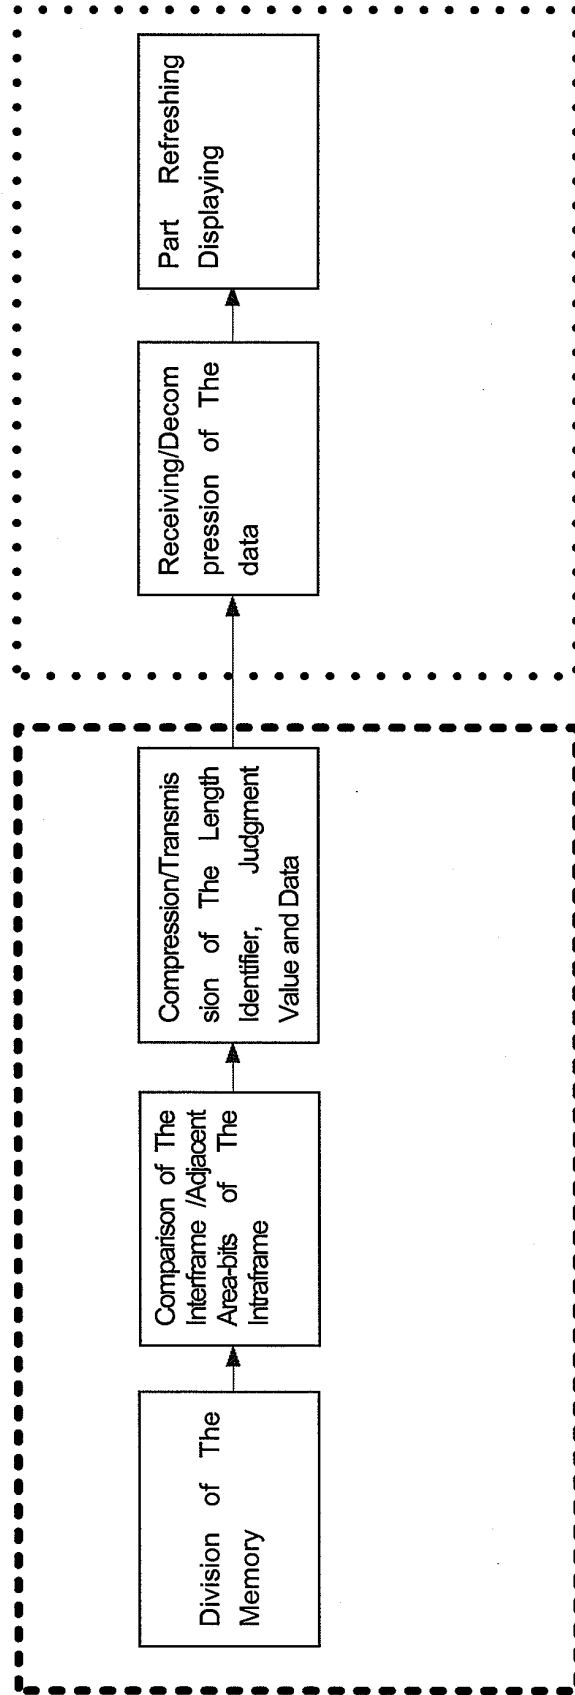 Division of The
Memory
Comparison of The
Interframe /Adjacent
Area-bits of The
Intraframe
Compression/Transmis
sion of The Length
Identifier, Judgment
Value and Data
Receiving/Decom
pression of The
data
Part Refreshing
Displaying